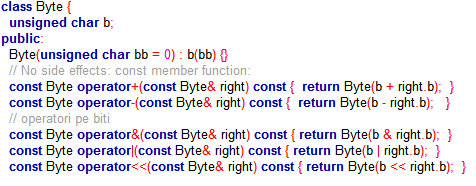 class Byte {
unsigned char b;
public:
Byte(unsigned char bb = 0) : b(bb) {}
// No side effects: const member function:
const Byte operator+(const Byte& right) const {  return Byte(b + right.b);  }
const Byte operator-(const Byte& right) const {  return Byte(b - right.b);   }
// operatori pe biti
const Byte operator&(const Byte& right) const { return Byte(b & right.b);  }
const Byte operator|(const Byte& right) const { return Byte(b | right.b);  }
const Byte operator<<(const Byte& right) const { return Byte(b << right.b);  }